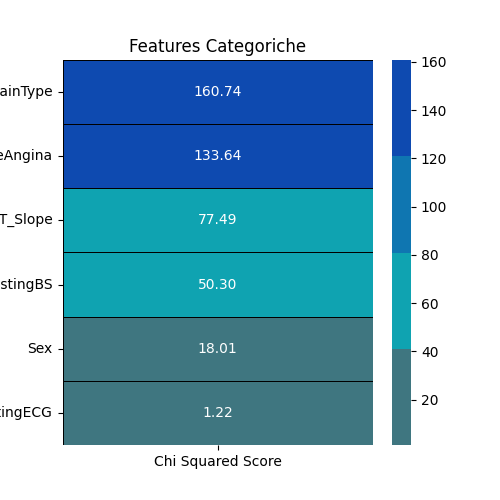 Features Categoriche
ainType
160.74
eAngina
133.64
T_Slope
77.49
stingBS
50.30
Sex
18.01
tingECG
1.22
Chi Squared Score
160
140
120
100
80
60
40
20